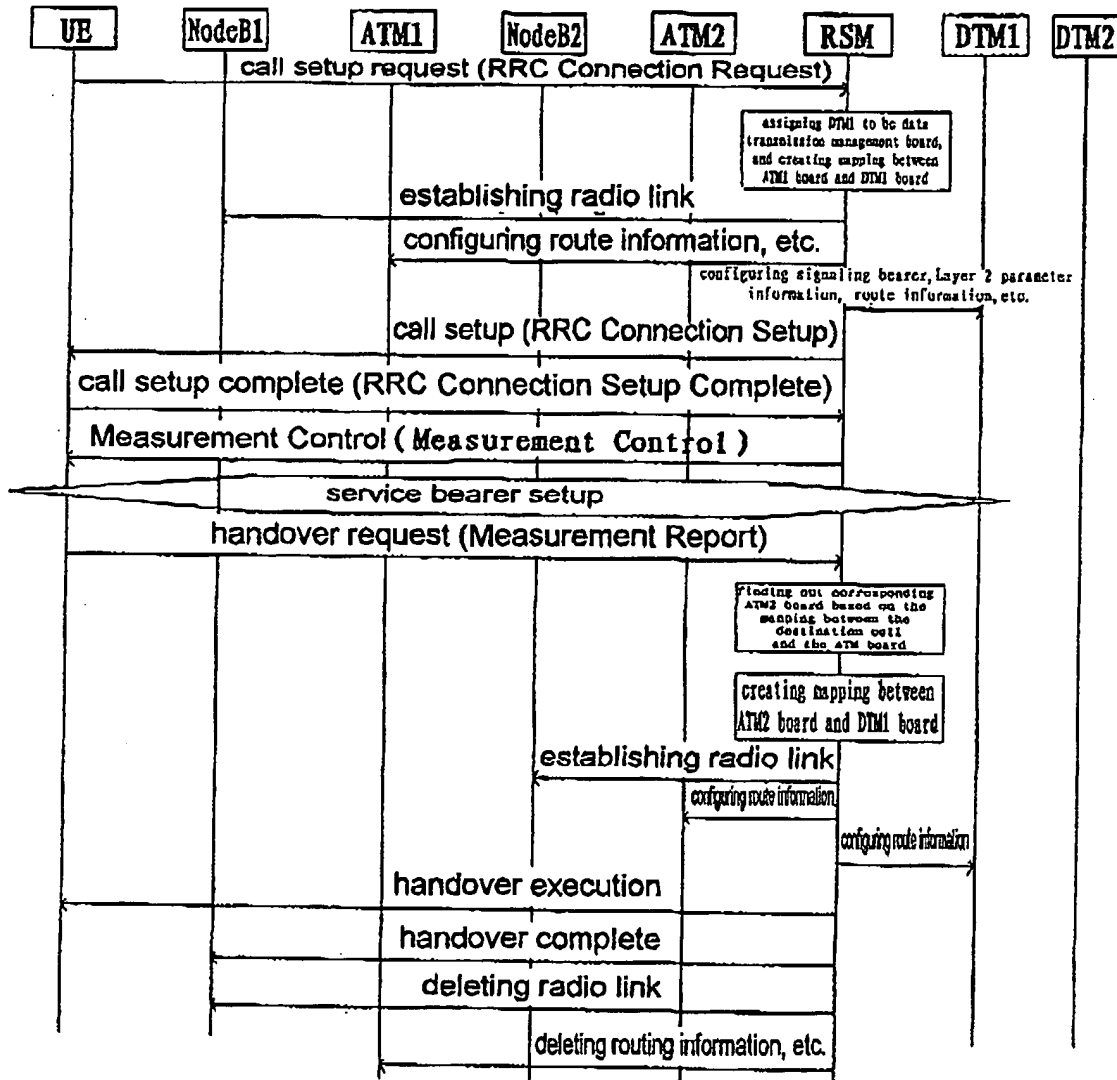 UE NodeB1 ATM1 NodeB2 ATM2 RSM DTM1 DTM2
call setup request (RRC Connection Request)
assigning DTM1 to be data
transmission management board,
and creating mapping between
ATM1 board and DTM1 board
establishing radio link
configuring route information, etc.
configuring signaling bearer, Layer 2 parameter
information, route information, etc.
call setup (RRC Connection Setup)
call setup complete (RRC Connection Setup Complete)
Measurement Control (Measurement Control)
service bearer setup
handover request (Measurement Report)
finding out corresponding
ATM2 board based on the
mapping between the
destination cell
and the ATM board
creating mapping between
ATM2 board and DTM1 board
establishing radio link
configuring route information
configuring route information
handover execution
handover complete
deleting radio link
deleting routing information, etc.